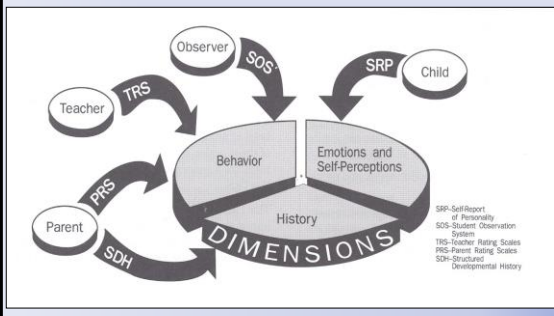 Observer
SOS
SRP
Child
Teacher
TRS
Behavior
Emotions and
Self-Perceptions
PRS
Parent
History
SDH
DIMENSIONS
SRP–Self-Report
of Personality
SOS–Student Observation
System
TRS–Teacher Rating Scales
PRS–Parent Rating Scales
SDH–Structured
Developmental History